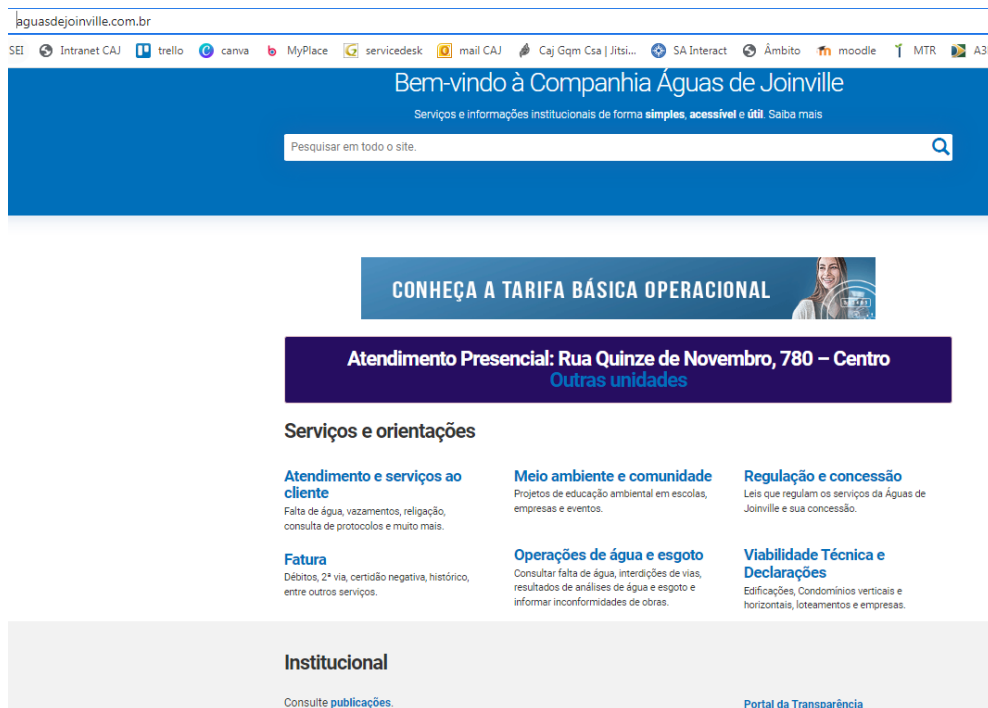 aguasdejoinville.com.br
SEI Intranet CAJ trello canva MyPlace servicedesk mail CAJ Caj Gqm Csa | Jitsi... SA Interact Âmbito moodle MTR A3
Bem-vindo à Companhia Águas de Joinville
Serviços e informações institucionais de forma simples, acessível e útil. Saiba mais
Pesquisar em todo o site.
CONHEÇA A TARIFA BÁSICA OPERACIONAL
Atendimento Presencial: Rua Quinze de Novembro, 780 – Centro
Outras unidades
Serviços e orientações
Atendimento e serviços ao
cliente
Falta de água, vazamentos, religação,
consulta de protocolos e muito mais.
Meio ambiente e comunidade
Projetos de educação ambiental em escolas,
empresas e eventos.
Regulação e concessão
Leis que regulam os serviços da Águas de
Joinville e sua concessão.
Fatura
Débitos, 2ª via, certidão negativa, histórico,
entre outros serviços.
Operações de água e esgoto
Consultar falta de água, interdições de vias,
resultados de análises de água e esgoto e
informar inconformidades de obras.
Viabilidade Técnica e
Declarações
Edificações, Condomínios verticais e
horizontais, loteamentos e empresas.
Institucional
Consulte publicações.
Portal da Transparência